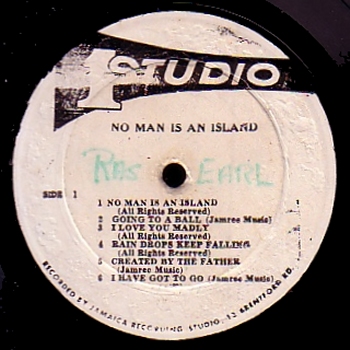 1 STUDIO
NO MAN IS AN ISLAND
RAS EARL
SIDE 1
1 NO MAN IS AN ISLAND
(All Rights Reserved)
2 GOING TO A BALL (Jamrec Music)
3 I LOVE YOU MADLY
(All Rights Reserved)
4 RAIN DROPS KEEP FALLING
(All Rights Reserved)
5 CREATED BY THE FATHER
(Jamrec Music)
6 I HAVE GOT TO GO (Jamrec Music)
RECORDED BY JAMAICA RECORDING STUDIO, 13 BRENTFORD RD.